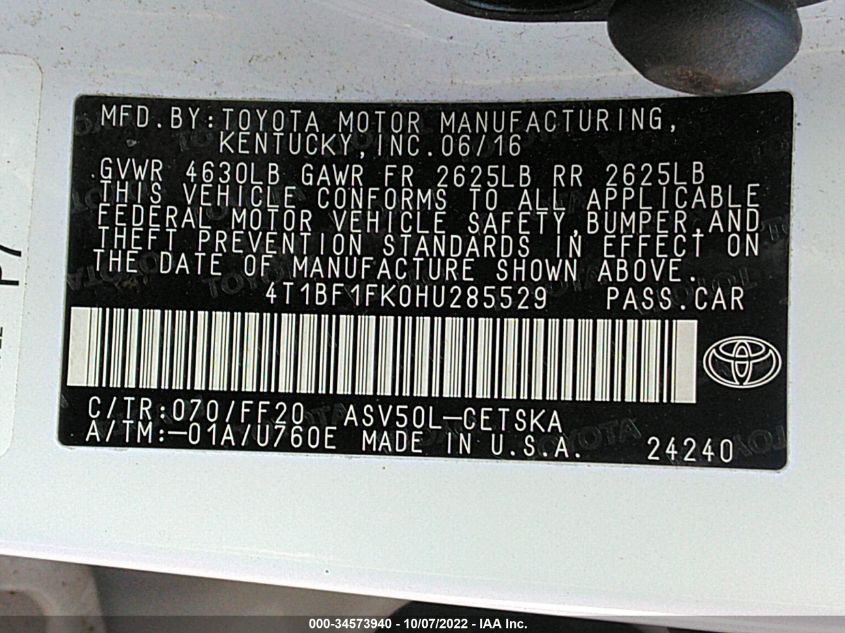 MFD.BY:TOYOTA MOTOR MANUFACTURING,
KENTUCKY,INC.06/16
GVWR 4630LB GAWR FR 2625LB RR 2625LB
THIS VEHICLE CONFORMS TO ALL APPLICABLE
FEDERAL MOTOR VEHICLE SAFETY,BUMPER,AND
THEFT PREVENTION STANDARDS IN EFFECT ON
THE DATE OF MANUFACTURE SHOWN ABOVE.
4T1BF1FK0HU285529 PASS.CAR
C/TR:070/FF20 ASV50L-CETSKA
A/TM:-01A/U760E MADE IN U.S.A. 24240
P7
000-34573940 - 10/07/2022 - IAA Inc.